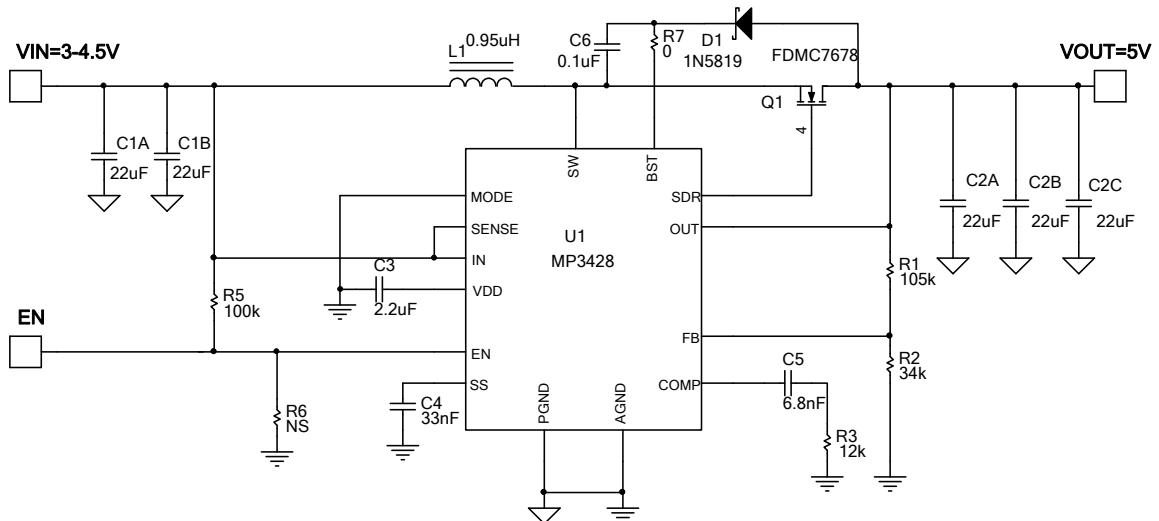 VIN=3-4.5V
L1
0.95uH
C6
0.1uF
R7
0
D1
1N5819
FDMC7678
Q1
4
VOUT=5V
C1A
22uF
C1B
22uF
SW
BST
MODE
SENSE
IN
VDD
EN
SS
PGND
AGND
SDR
OUT
FB
COMP
U1
MP3428
C3
2.2uF
R5
100k
EN
R6
NS
C4
33nF
C5
6.8nF
R3
12k
R1
105k
R2
34k
C2A
22uF
C2B
22uF
C2C
22uF